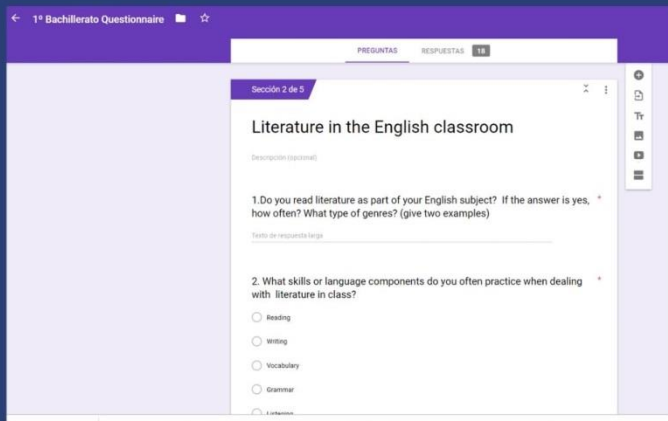 1º Bachillerato Questionnaire
PREGUNTAS RESPUESTAS 18
Sección 2 de 5
Tr
Literature in the English classroom
Descripción (opcional)
1.Do you read literature as part of your English subject? If the answer is yes, *
how often? What type of genres? (give two examples)
Texto de respuesta larga
2. What skills or language components do you often practice when dealing *
with literature in class?
Reading
Writing
Vocabulary
Grammar
Listening